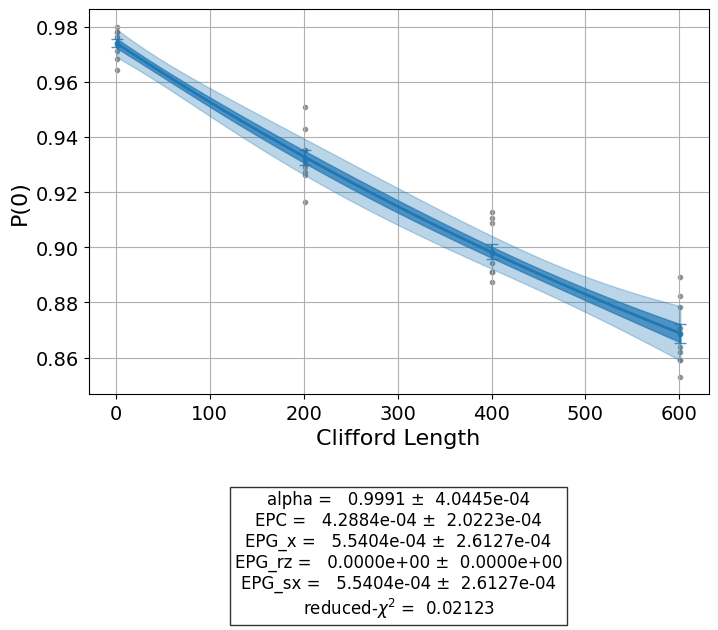 0.98
0.96
0.94
0.92
0.90
0.88
0.86
P(0)
0 100 200 300 400 500 600
Clifford Length
alpha = 0.9991 ± 4.0445e-04
EPC = 4.2884e-04 ± 2.0223e-04
EPG_x = 5.5404e-04 ± 2.6127e-04
EPG_rz = 0.0000e+00 ± 0.0000e+00
EPG_sx = 5.5404e-04 ± 2.6127e-04
reduced-χ² = 0.02123